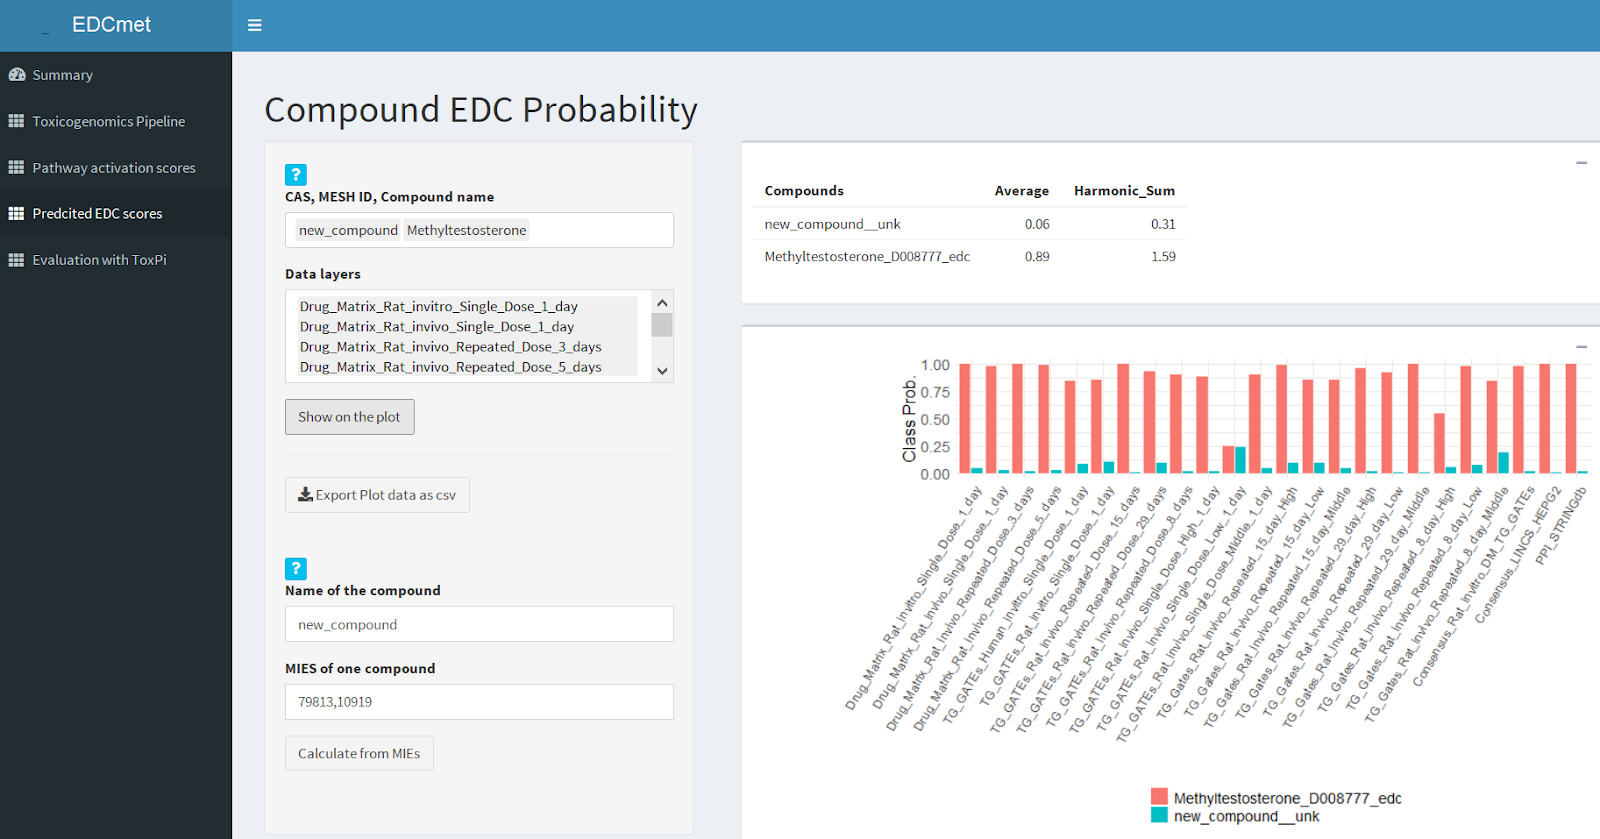 EDCmet
Summary
Toxicogenomics Pipeline
Pathway activation scores
Predcited EDC scores
Evaluation with ToxPi
Compound EDC Probability
?
CAS, MESH ID, Compound name
new_compound Methyltestosterone
Data layers
Drug_Matrix_Rat_invitro_Single_Dose_1_day
Drug_Matrix_Rat_invivo_Single_Dose_1_day
Drug_Matrix_Rat_invivo_Repeated_Dose_3_days
Drug_Matrix_Rat_invivo_Repeated_Dose_5_days
Show on the plot
Export Plot data as csv
?
Name of the compound
new_compound
MIES of one compound
79813,10919
Calculate from MIEs
Compounds Average Harmonic_Sum
new_compound__unk 0.06 0.31
Methyltestosterone_D008777_edc 0.89 1.59
Class Prob.
1.00
0.75
0.50
0.25
0.00
Drug_Matrix_Rat_Invitro_Single_Dose_1_day
Drug_Matrix_Rat_Invivo_Single_Dose_1_day
Drug_Matrix_Rat_Invivo_Repeated_Dose_3_days
Drug_Matrix_Rat_Invivo_Repeated_Dose_5_days
TG_GATEs_Human_Invitro_Single_Dose_1_day
TG_GATEs_Rat_Invitro_Single_Dose_1_day
TG_GATEs_Rat_Invivo_Repeated_Dose_15_days
TG_GATEs_Rat_Invivo_Repeated_Dose_29_days
TG_GATEs_Rat_Invivo_Repeated_Dose_8_days
TG_GATEs_Rat_Invivo_Single_Dose_High_1_day
TG_GATEs_Rat_Invivo_Single_Dose_Low_1_day
TG_GATEs_Rat_Invivo_Single_Dose_Middle_1_day
TG_Gates_Rat_Invivo_Repeated_15_day_High
TG_Gates_Rat_Invivo_Repeated_15_day_Low
TG_Gates_Rat_Invivo_Repeated_15_day_Middle
TG_Gates_Rat_Invivo_Repeated_29_day_High
TG_Gates_Rat_Invivo_Repeated_29_day_Low
TG_Gates_Rat_Invivo_Repeated_29_day_Middle
TG_Gates_Rat_Invivo_Repeated_8_day_High
TG_Gates_Rat_Invivo_Repeated_8_day_Low
TG_Gates_Rat_Invivo_Repeated_8_day_Middle
Consensus_Rat_Invitro_DM_TG_GATEs
Consensus_LINCS_HEPG2
PPI_STRINGdb
Methyltestosterone_D008777_edc
new_compound__unk